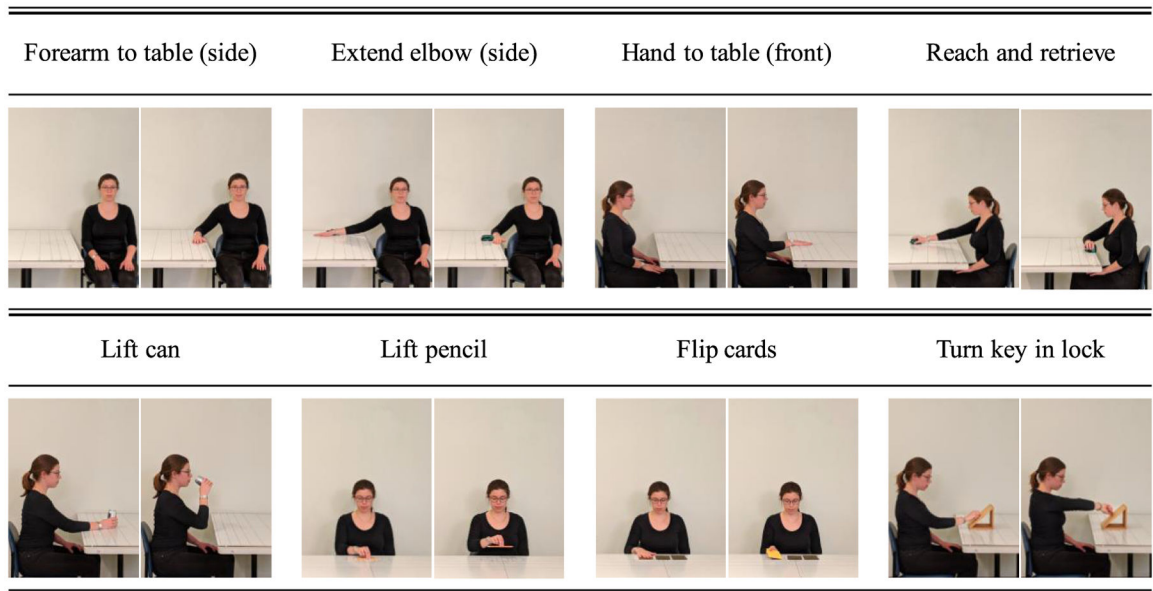 Forearm to table (side)
Extend elbow (side)
Hand to table (front)
Reach and retrieve
Lift can
Lift pencil
Flip cards
Turn key in lock